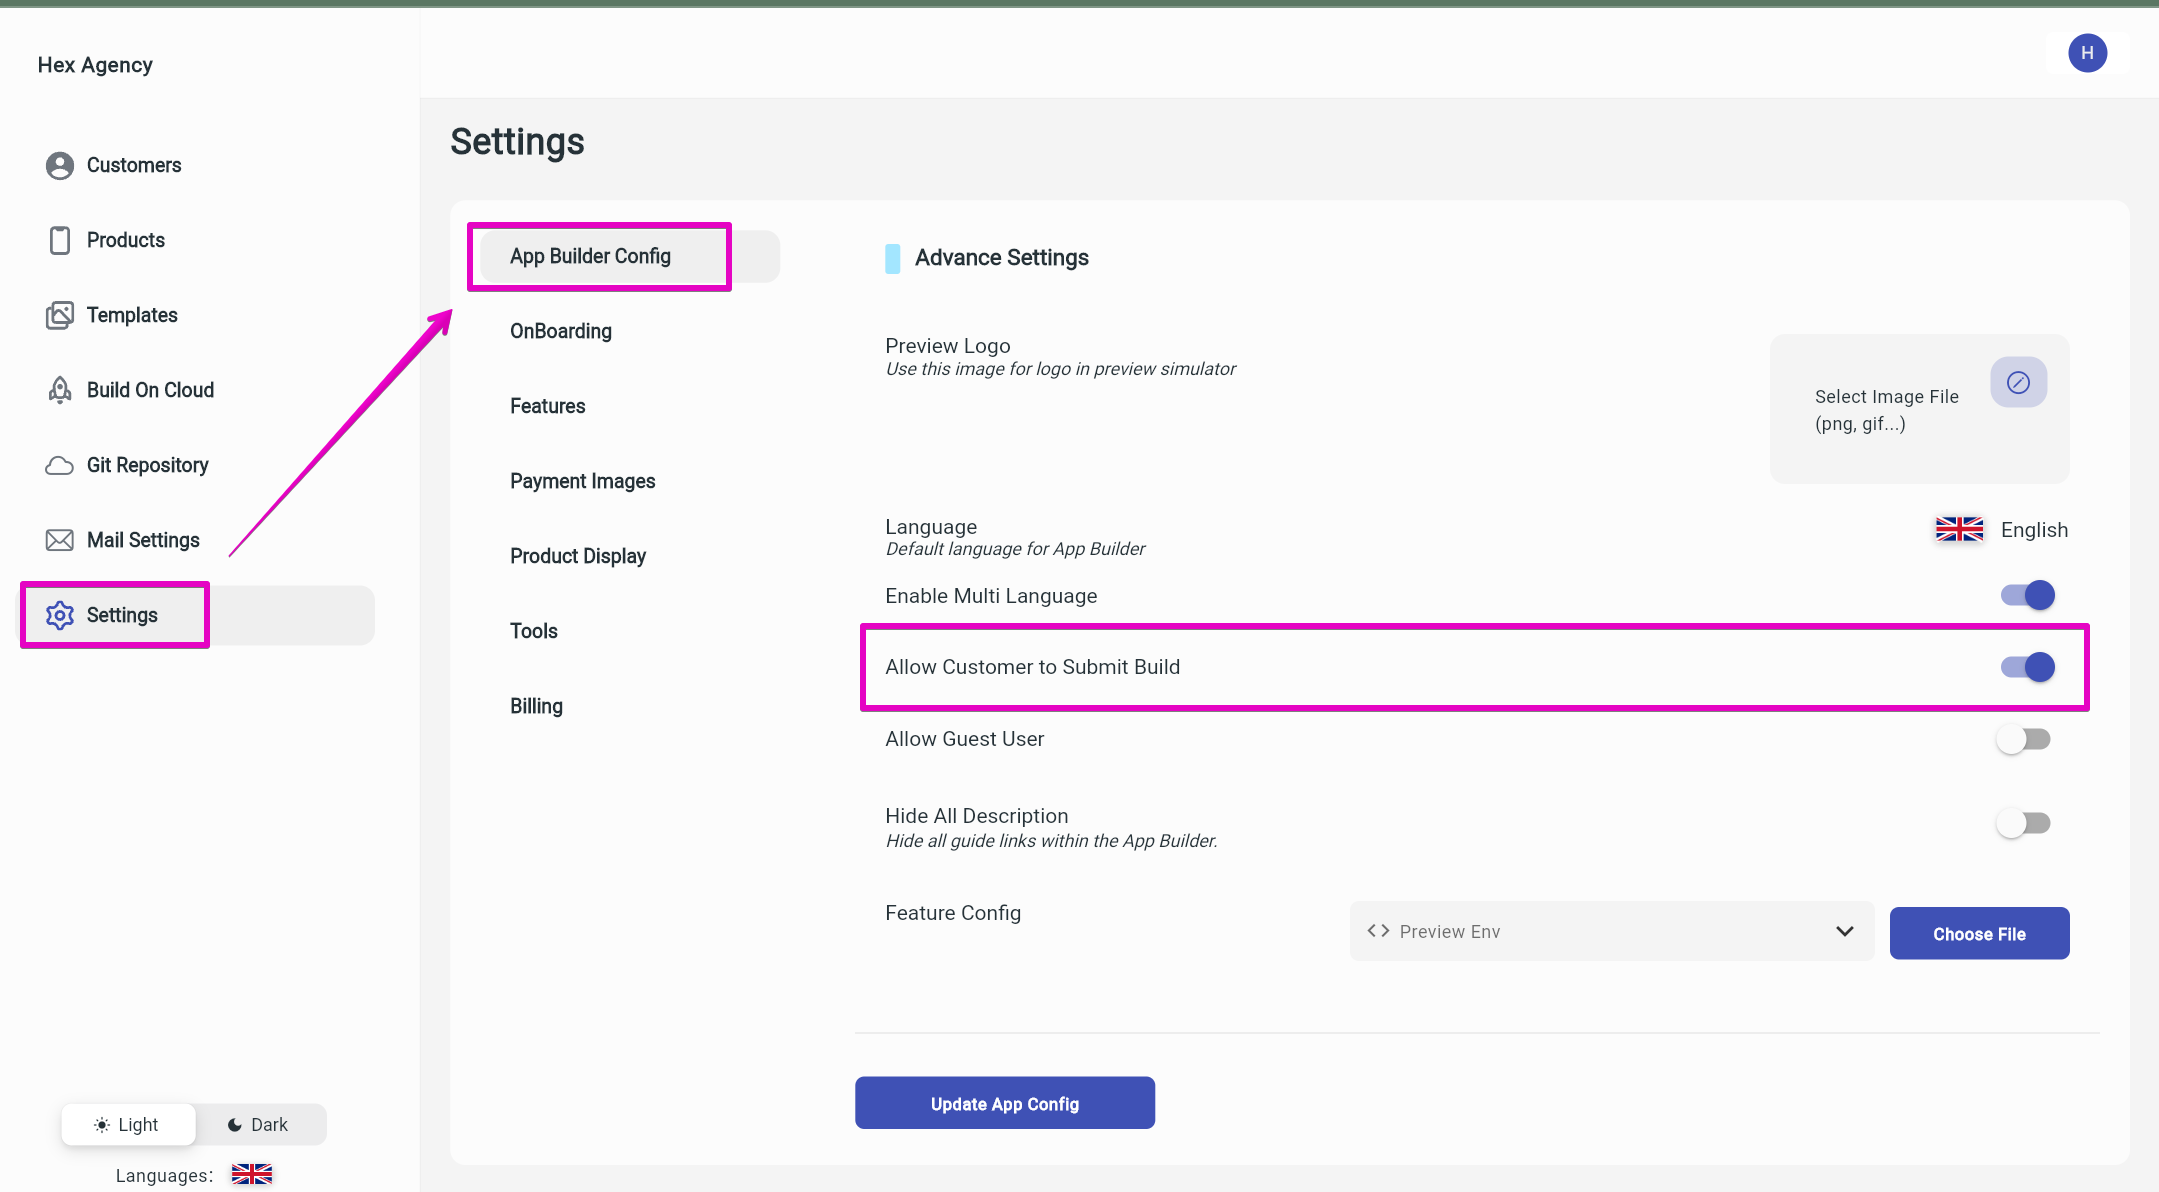 Hex Agency
H
Customers
Products
Templates
Build On Cloud
Git Repository
Mail Settings
Settings
Light
Dark
Languages:
Settings
App Builder Config
OnBoarding
Features
Payment Images
Product Display
Tools
Billing
Advance Settings
Preview Logo
Use this image for logo in preview simulator
Select Image File
(png, gif...)
Language
Default language for App Builder
English
Enable Multi Language
Allow Customer to Submit Build
Allow Guest User
Hide All Description
Hide all guide links within the App Builder.
Feature Config
Preview Env
Choose File
Update App Config